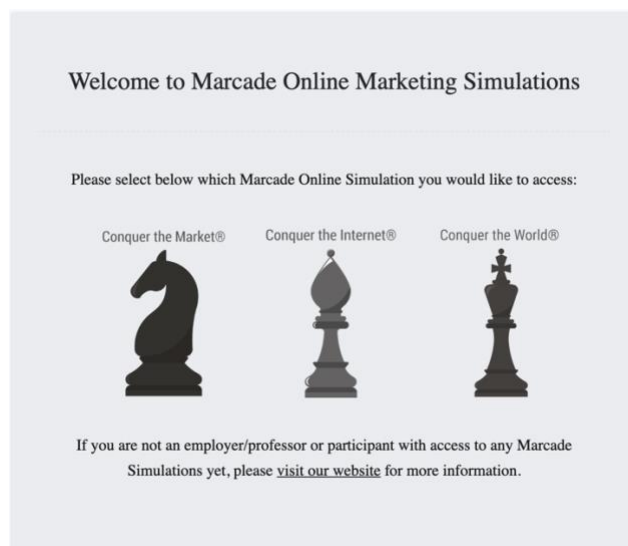 Welcome to Marcade Online Marketing Simulations
Please select below which Marcade Online Simulation you would like to access:
Conquer the Market®
Conquer the Internet®
Conquer the World®
If you are not an employer/professor or participant with access to any Marcade
Simulations yet, please visit our website for more information.